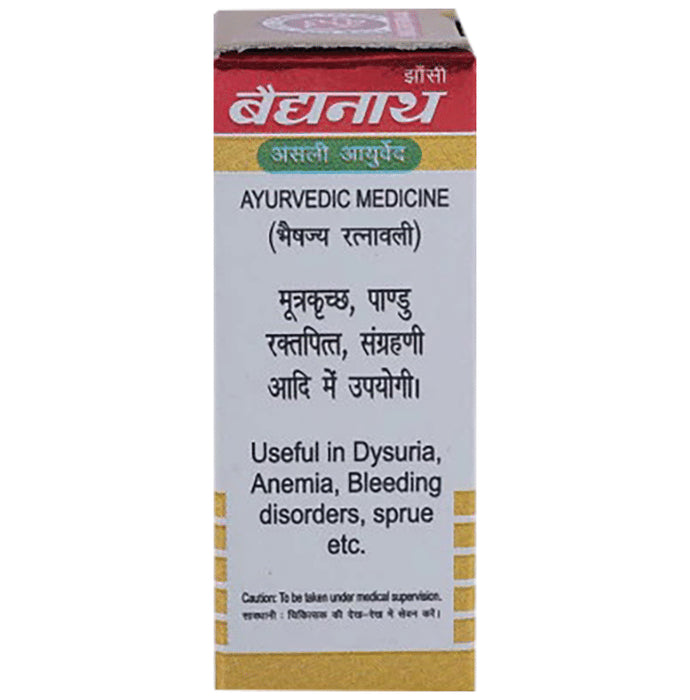 झाँसी
बैद्यनाथ
असली आयुर्वेद
AYURVEDIC MEDICINE
(भैषज्य रत्नावली)
मूत्रकृच्छ, पाण्डु
रक्तपित्त, संग्रहणी
आदि में उपयोगी।
Useful in Dysuria,
Anemia, Bleeding
disorders, sprue
etc.
Caution: To be taken under medical supervision.
सावधानी : चिकित्सक की देख-रेख में सेवन करें।